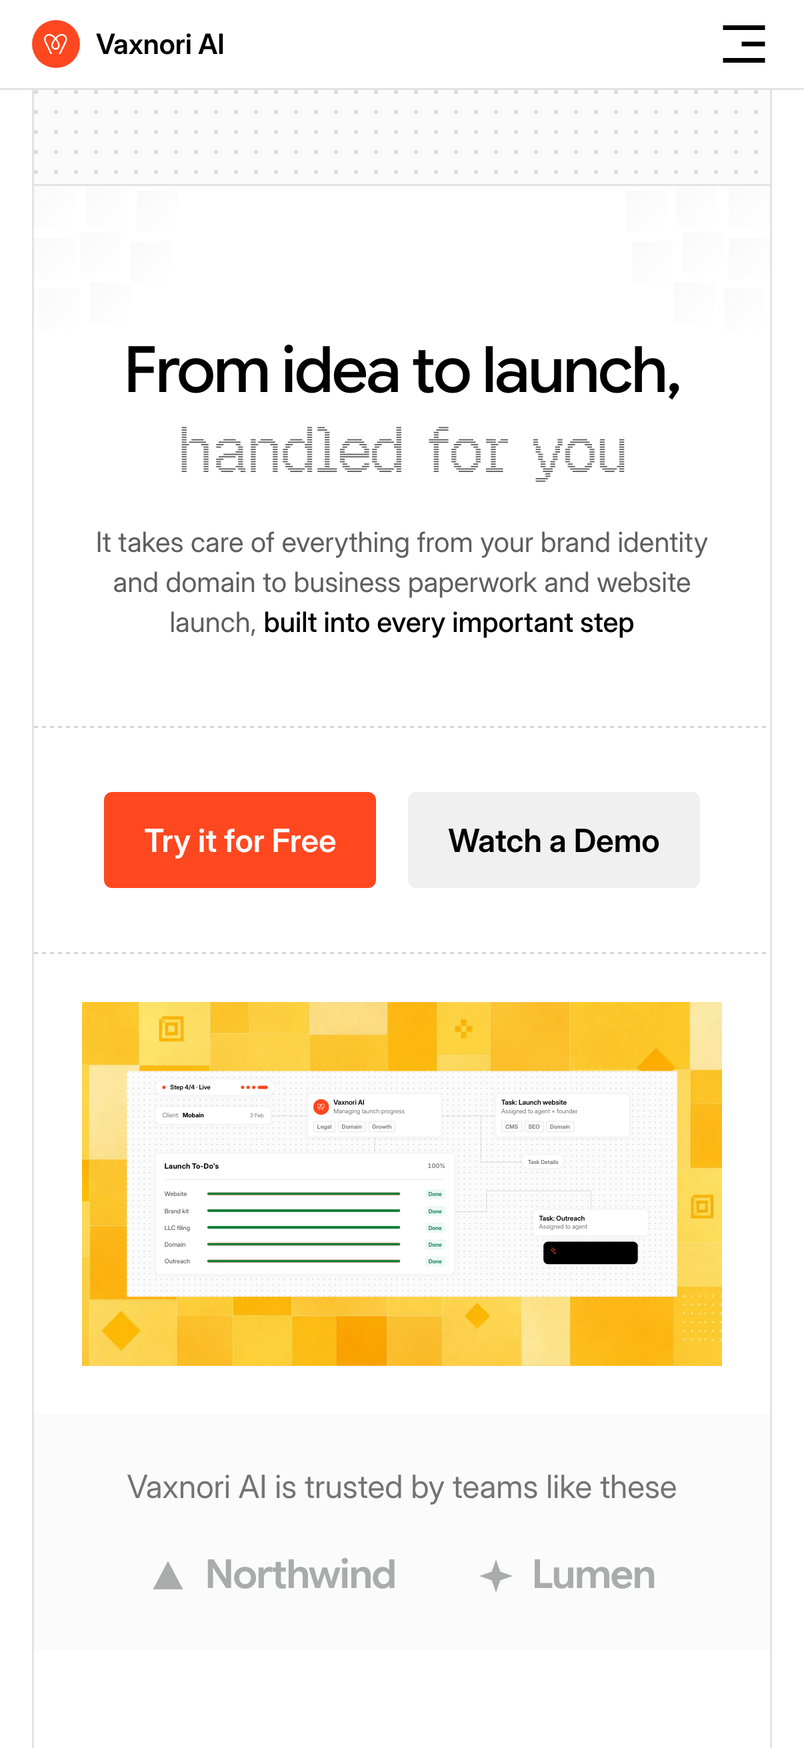 Vaxnori AI
From idea to launch,
handled for you
It takes care of everything from your brand identity
and domain to business paperwork and website
launch, built into every important step
Try it for Free
Watch a Demo
Step 4/4 · Live
Client: Mobain
3 Feb
Vaxnori AI
Managing launch progress
Legal
Domain
Growth
Task: Launch website
Assigned to agent + founder
CMS
SEO
Domain
Task Details
Launch To-Do's
100%
Website
Done
Brand kit
Done
LLC filing
Done
Domain
Done
Outreach
Done
Task: Outreach
Assigned to agent
Vaxnori AI is trusted by teams like these
Northwind
Lumen